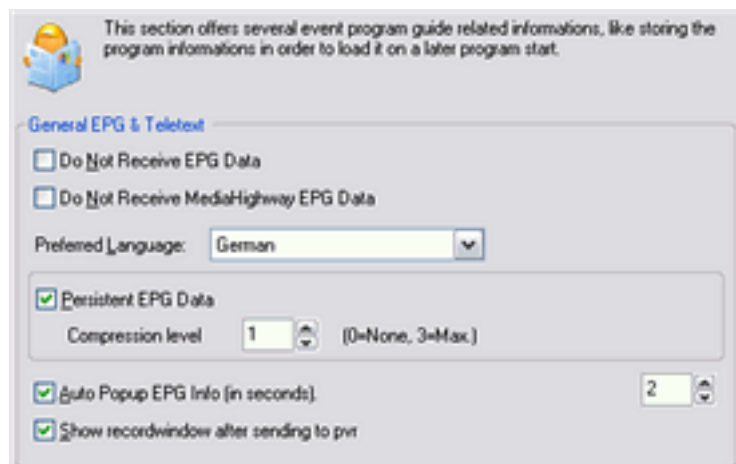 This section offers several event program guide related informations, like storing the
program informations in order to load it on a later program start.
General EPG & Teletext
Do Not Receive EPG Data
Do Not Receive MediaHighway EPG Data
Preferred Language: German
Persistent EPG Data
Compression level 1 (0=None, 3=Max.)
Auto Popup EPG Info (in seconds). 2
Show recordwindow after sending to pvr